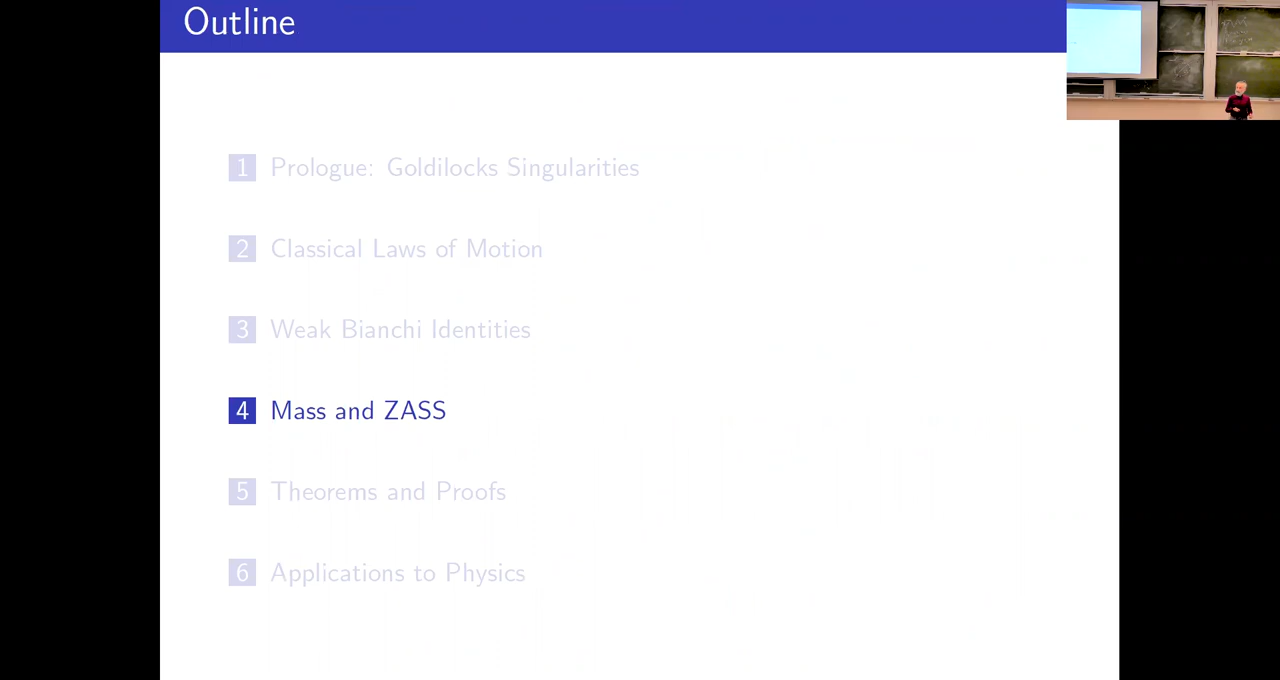 Outline
1 Prologue: Goldilocks Singularities
2 Classical Laws of Motion
3 Weak Bianchi Identities
4 Mass and ZASS
5 Theorems and Proofs
6 Applications to Physics